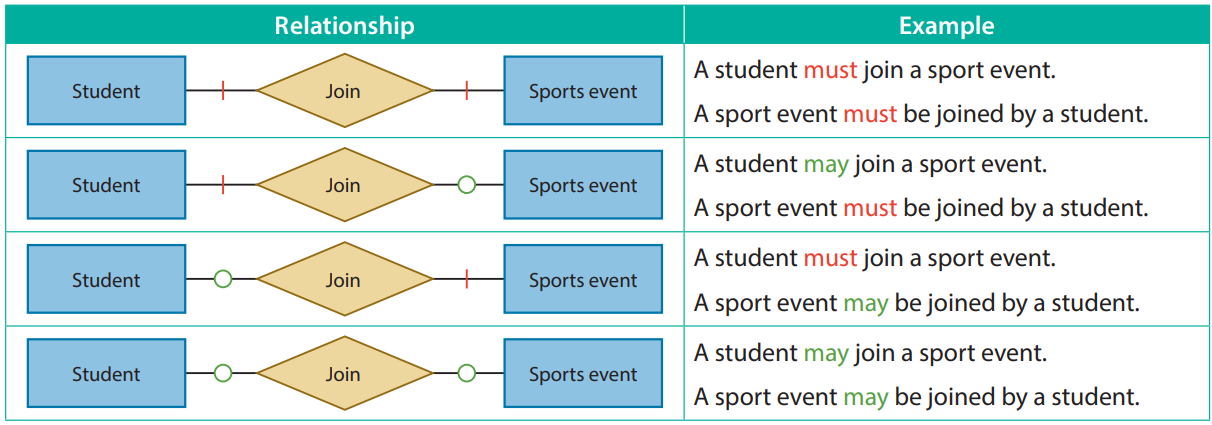 Relationship Example
Student Join Sports event A student must join a sport event.
A sport event must be joined by a student.
Student Join Sports event A student may join a sport event.
A sport event must be joined by a student.
Student Join Sports event A student must join a sport event.
A sport event may be joined by a student.
Student Join Sports event A student may join a sport event.
A sport event may be joined by a student.